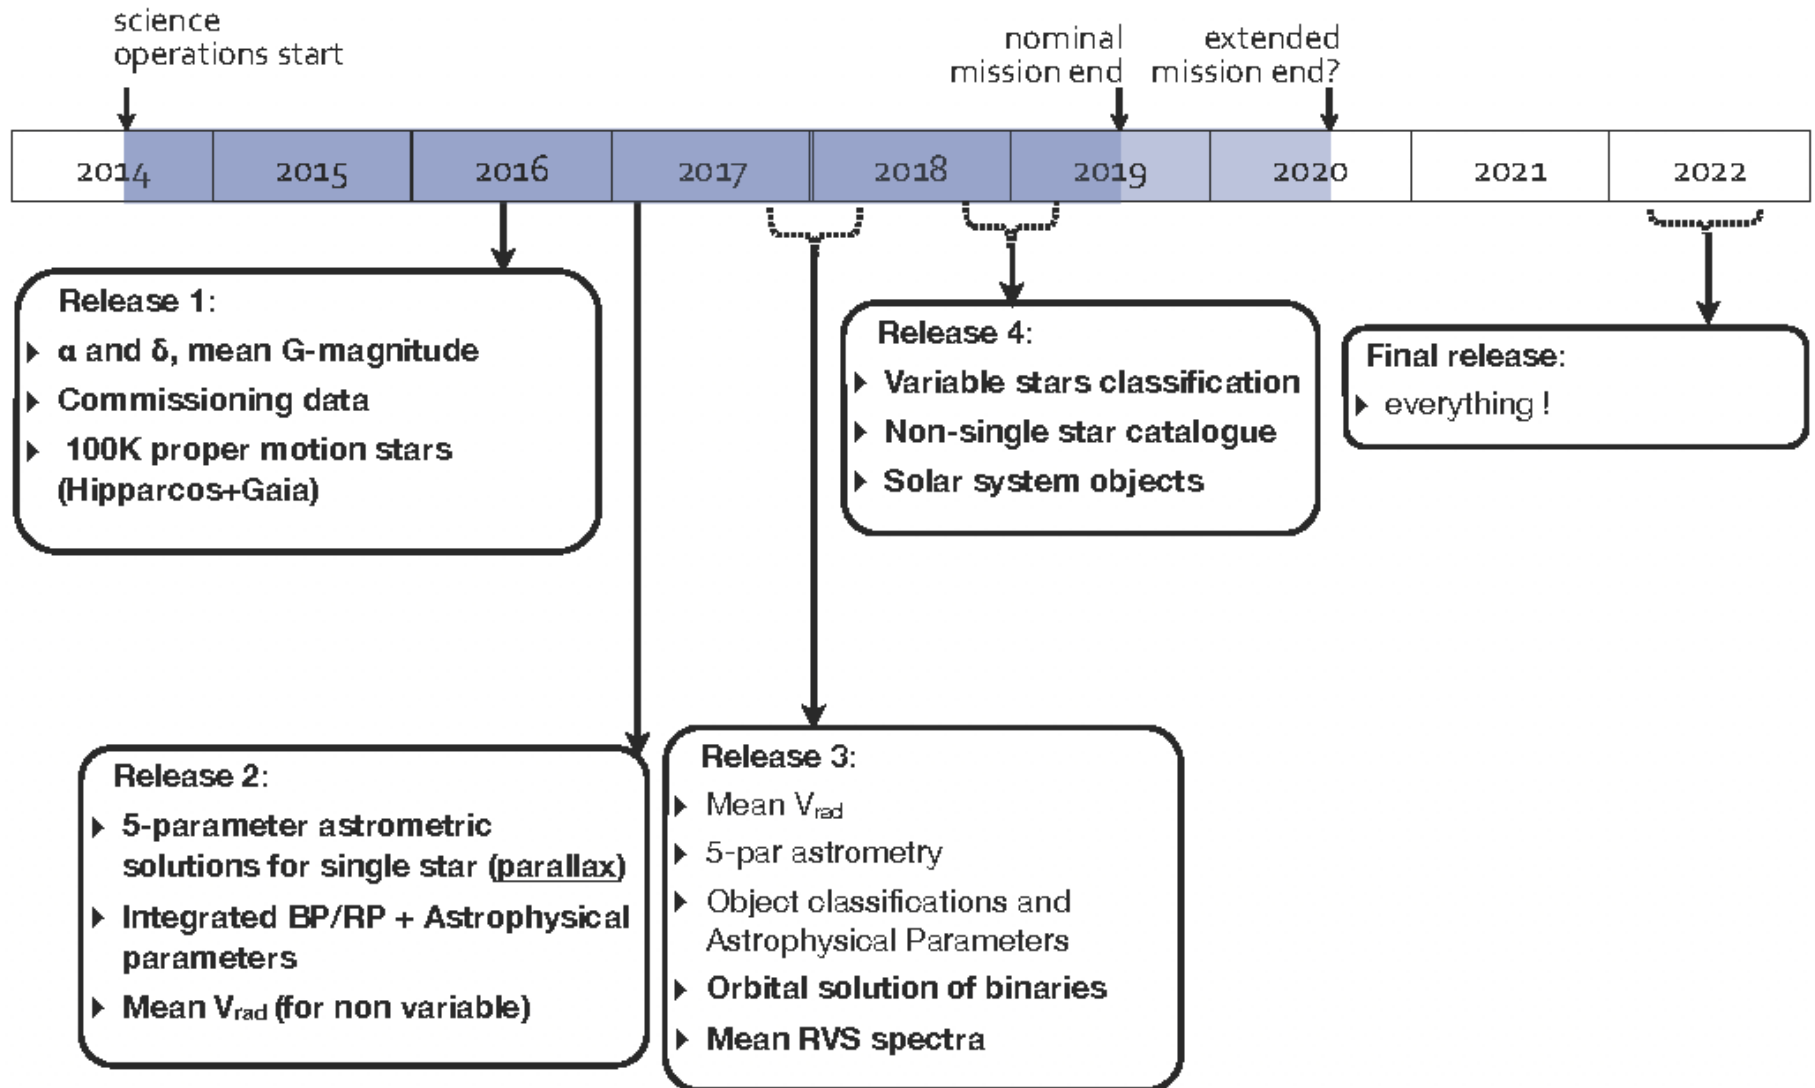 science
operations start
nominal
mission end
extended
mission end?
2014
2015
2016
2017
2018
2019
2020
2021
2022
Release 1:
α and δ, mean G-magnitude
Commissioning data
100K proper motion stars
(Hipparcos+Gaia)
Release 4:
Variable stars classification
Non-single star catalogue
Solar system objects
Final release:
everything !
Release 2:
5-parameter astrometric
solutions for single star (parallax)
Integrated BP/RP + Astrophysical
parameters
Mean Vrad (for non variable)
Release 3:
Mean Vrad
5-par astrometry
Object classifications and
Astrophysical Parameters
Orbital solution of binaries
Mean RVS spectra